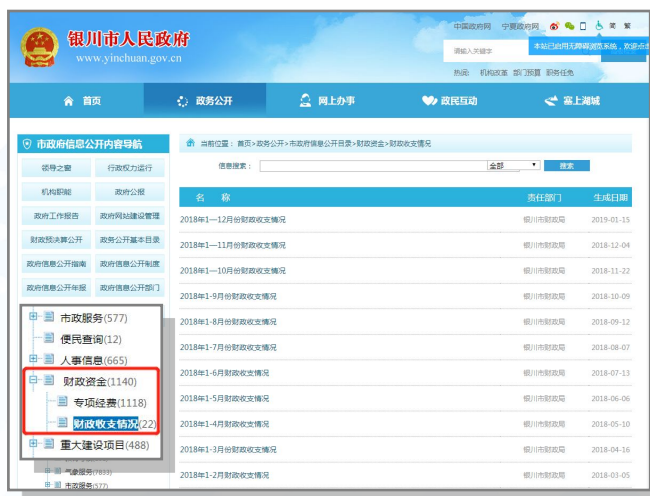 中国政府网 宁夏政府网 简 繁
银川市人民政府
www.yinchuan.gov.cn
请输入关键字
本站已启用无障碍浏览系统，欢迎点击
热词: 机构改革 部门预算 职务任免
首页 政务公开 网上办事 政民互动 塞上湖城
市政府信息公开内容导航
当前位置：首页>政务公开>市政府信息公开目录>财政资金>财政收支情况
领导之窗 行政权力运行
信息搜索： 全部 搜索
机构职能 政府公报
名 称 责任部门 生成日期
政府工作报告 政府网站建设管理
2018年1—12月份财政收支情况 银川市财政局 2019-01-15
财政预决算公开 政务公开基本目录
2018年1—11月份财政收支情况 银川市财政局 2018-12-04
政府信息公开指南 政府信息公开制度
2018年1—10月份财政收支情况 银川市财政局 2018-11-22
政府信息公开年报 政府信息公开部门
2018年1-9月份财政收支情况 银川市财政局 2018-10-09
市政服务(577)
2018年1-8月份财政收支情况 银川市财政局 2018-09-12
便民查询(12)
2018年1-7月份财政收支情况 银川市财政局 2018-08-07
人事信息(665)
2018年1-6月财政收支情况 银川市财政局 2018-07-13
财政资金(1140)
专项经费(1118)
2018年1-5月财政收支情况 银川市财政局 2018-06-06
财政收支情况(22)
2018年1-4月财政收支情况 银川市财政局 2018-05-10
重大建设项目(488)
2018年1-3月份财政收支情况 银川市财政局 2018-04-16
气象服务(7833)
2018年1-2月财政收支情况 银川市财政局 2018-03-05
市政服务(577)